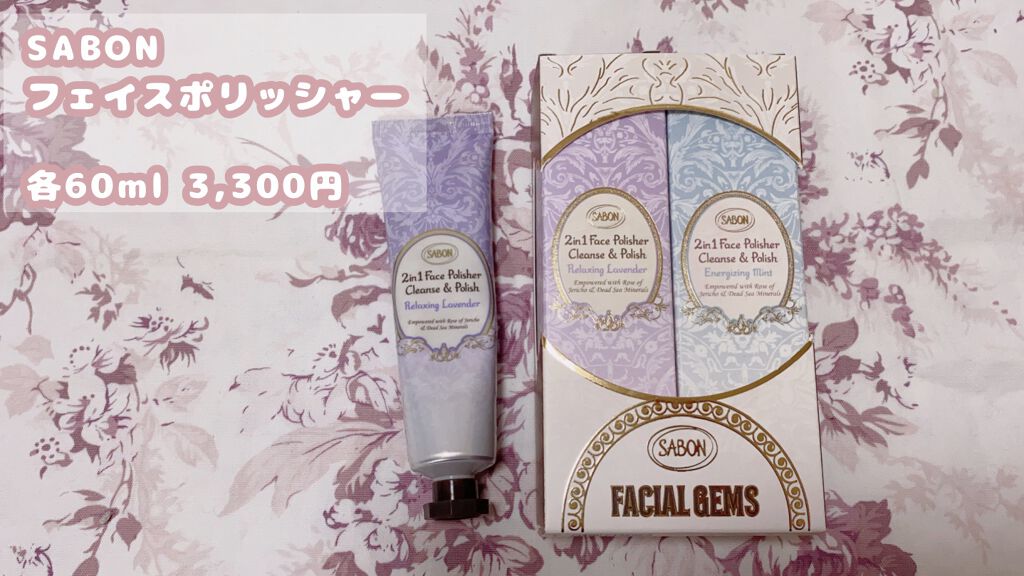 SABON
フェイスポリッシャー
各60ml 3,300円
SABON
2in1 Face Polisher
Cleanse & Polish
Relaxing Lavender
Empowered with Rose of Jericho
& Dead Sea Minerals
SABON
2in1 Face Polisher
Cleanse & Polish
Relaxing Lavender
Empowered with Rose of
Jericho & Dead Sea Minerals
SABON
2in1 Face Polisher
Cleanse & Polish
Energizing Mint
Empowered with Rose of
Jericho & Dead Sea Minerals
SABON
FACIAL GEMS